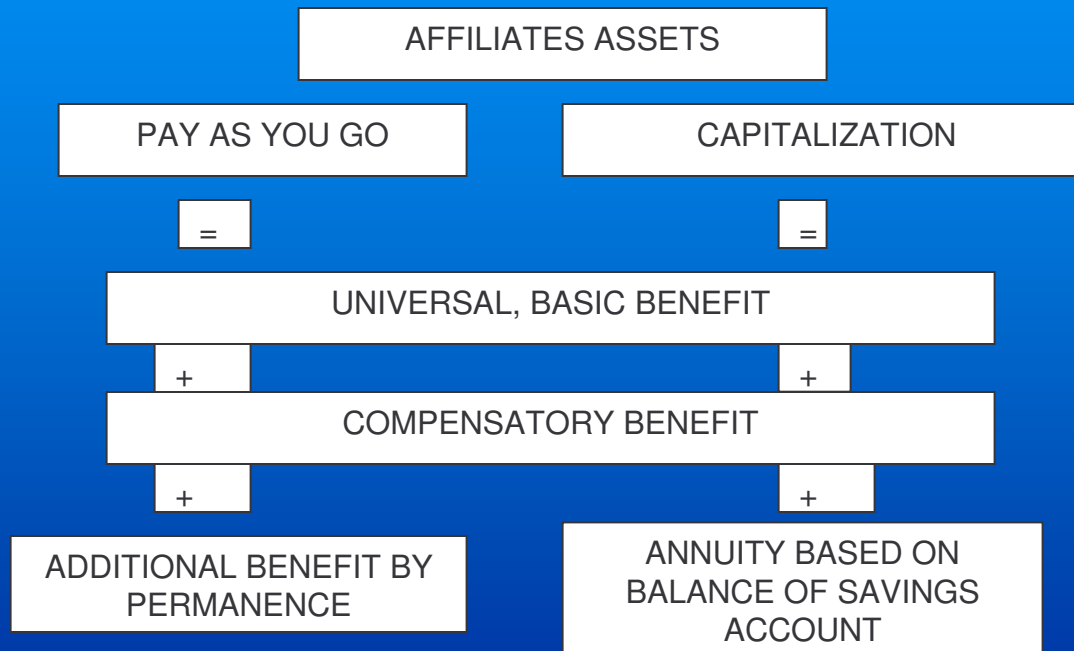 AFFILIATES ASSETS
PAY AS YOU GO
CAPITALIZATION
=
=
UNIVERSAL, BASIC BENEFIT
+
+
COMPENSATORY BENEFIT
+
+
ADDITIONAL BENEFIT BY
PERMANENCE
ANNUITY BASED ON
BALANCE OF SAVINGS
ACCOUNT